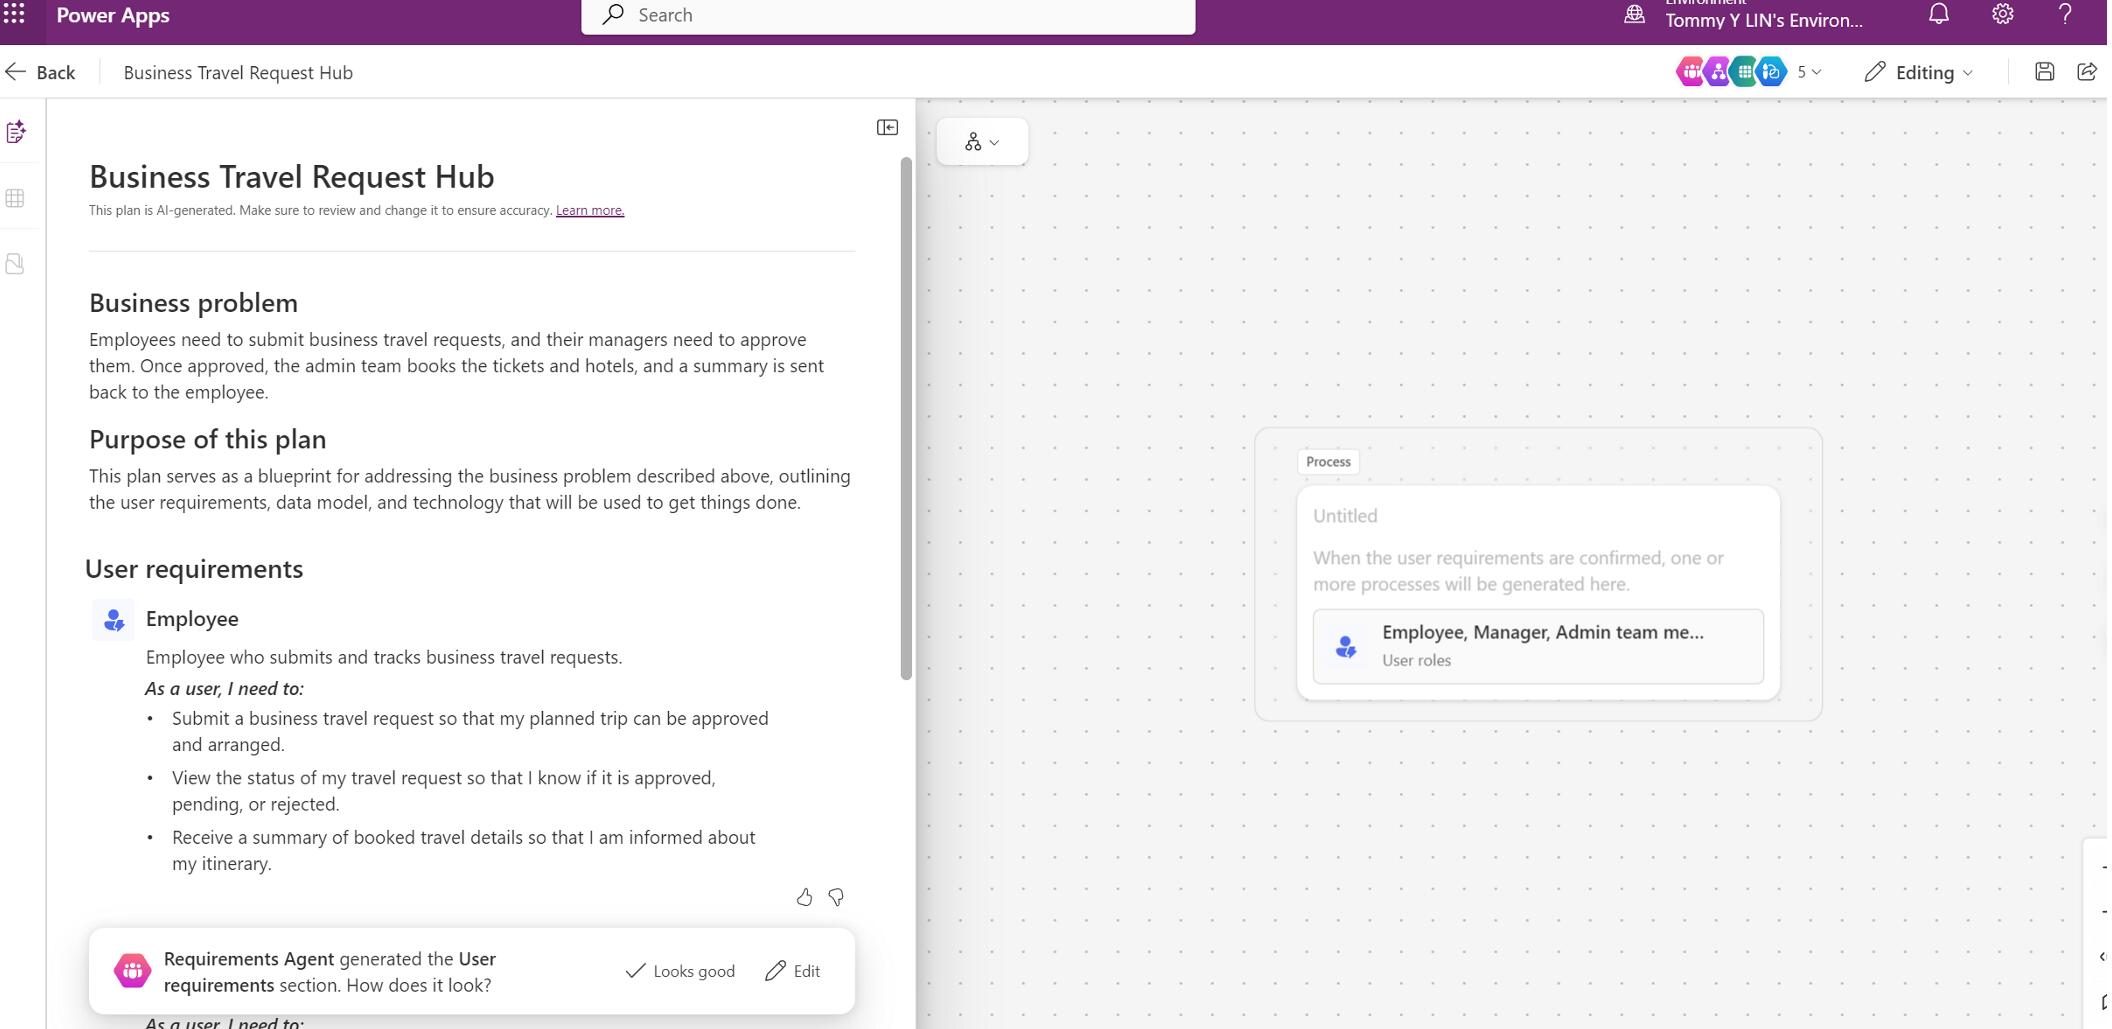 Power Apps
Search
Environment
Tommy Y LIN's Environ...
Back
Business Travel Request Hub
5
Editing
Business Travel Request Hub
This plan is AI-generated. Make sure to review and change it to ensure accuracy. Learn more.
Business problem
Employees need to submit business travel requests, and their managers need to approve
them. Once approved, the admin team books the tickets and hotels, and a summary is sent
back to the employee.
Purpose of this plan
This plan serves as a blueprint for addressing the business problem described above, outlining
the user requirements, data model, and technology that will be used to get things done.
User requirements
Employee
Employee who submits and tracks business travel requests.
As a user, I need to:
• Submit a business travel request so that my planned trip can be approved
and arranged.
• View the status of my travel request so that I know if it is approved,
pending, or rejected.
• Receive a summary of booked travel details so that I am informed about
my itinerary.
Requirements Agent generated the User
requirements section. How does it look?
Looks good
Edit
As a user, I need to:
Process
Untitled
When the user requirements are confirmed, one or
more processes will be generated here.
Employee, Manager, Admin team me...
User roles